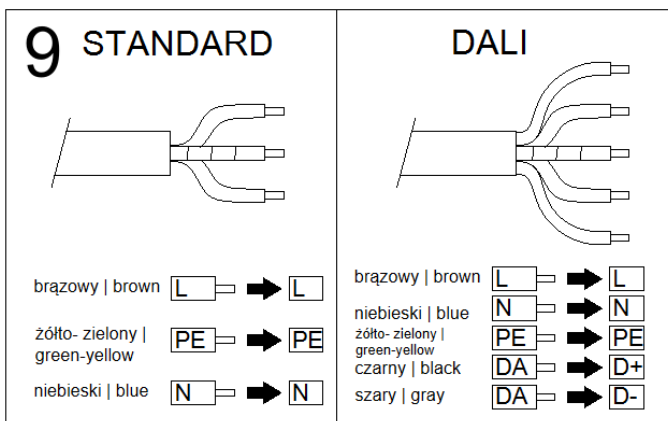 9 STANDARD
brązowy | brown L L
żółto- zielony |
green-yellow PE PE
niebieski | blue N N
DALI
brązowy | brown L L
niebieski | blue N N
żółto- zielony |
green-yellow PE PE
czarny | black DA D+
szary | gray DA D-